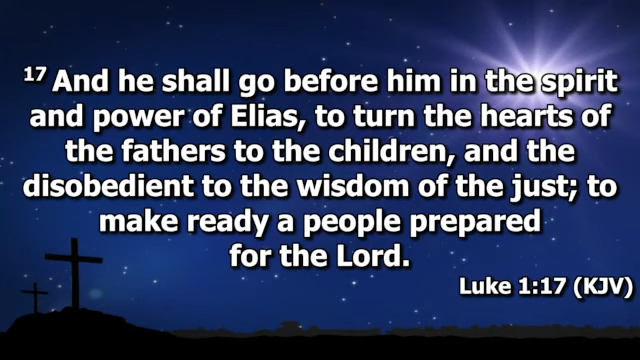 17 And he shall go before him in the spirit
and power of Elias, to turn the hearts of
the fathers to the children, and the
disobedient to the wisdom of the just; to
make ready a people prepared
for the Lord.
Luke 1:17 (KJV)